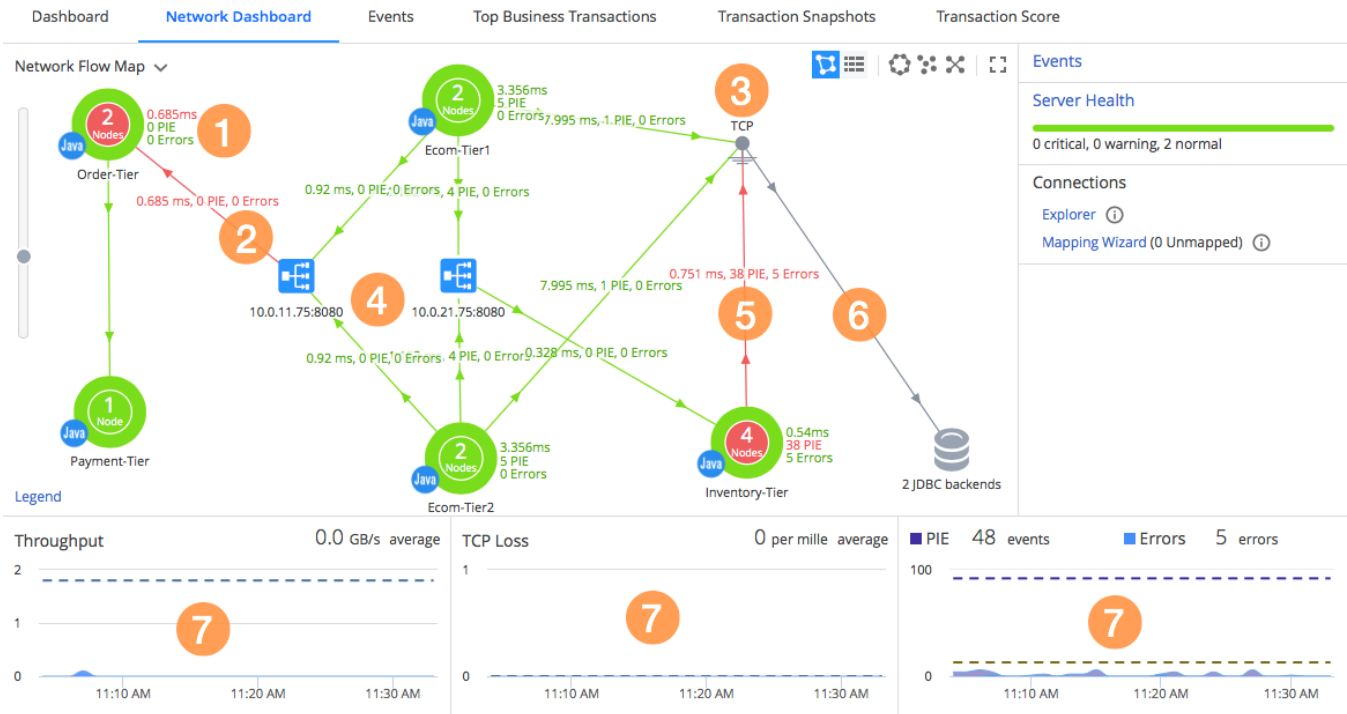 Dashboard Network Dashboard Events Top Business Transactions Transaction Snapshots Transaction Score
Network Flow Map
Events
Server Health
0 critical, 0 warning, 2 normal
Connections
Explorer
Mapping Wizard (0 Unmapped)
2
Nodes
Java
0.685ms
0 PIE
0 Errors
1
Order-Tier
2
Nodes
Java
3.356ms
5 PIE
0 Errors
Ecom-Tier1
7.995 ms, 1 PIE, 0 Errors
3
TCP
0.685 ms, 0 PIE, 0 Errors
2
0.92 ms, 0 PIE, 0 Errors
, 4 PIE, 0 Errors
10.0.11.75:8080
4
10.0.21.75:8080
7.995 ms, 1 PIE, 0 Errors
0.751 ms, 38 PIE, 5 Errors
5
6
0.92 ms, 0 PIE, 0 Errors
4 PIE, 0 Errors
0.328 ms, 0 PIE, 0 Errors
1
Node
Java
Payment-Tier
2
Nodes
Java
3.356ms
5 PIE
0 Errors
Ecom-Tier2
4
Nodes
Java
0.54ms
38 PIE
5 Errors
Inventory-Tier
2 JDBC backends
Legend
Throughput 0.0 GB/s average
2
1
0
7
11:10 AM 11:20 AM 11:30 AM
TCP Loss 0 per mille average
1
0
7
11:10 AM 11:20 AM 11:30 AM
PIE 48 events Errors 5 errors
100
0
7
11:10 AM 11:20 AM 11:30 AM